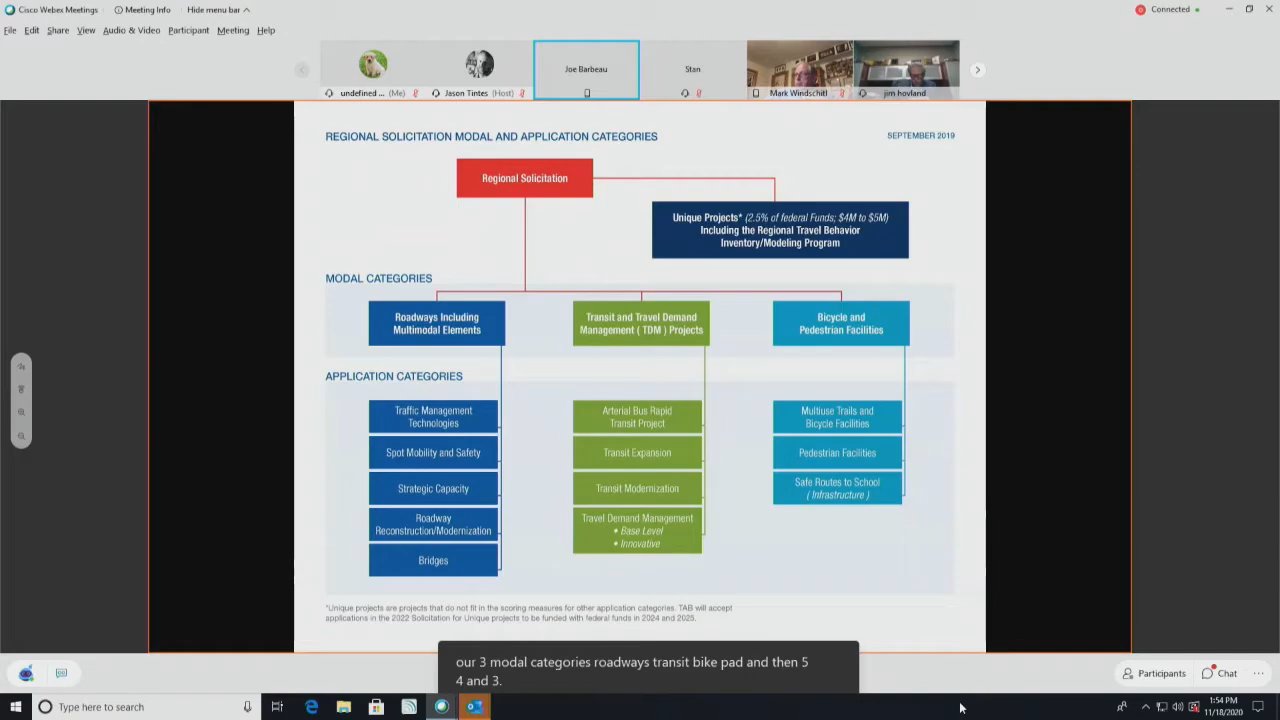 Cisco Webex Meetings
Meeting Info
Hide menu bar
Connected
File Edit Share View Audio & Video Participant Meeting Help
Joe Barbeau
Stan
undefined ... (Me)
Jason Tintes (Host)
Mark Windschitl
jim hovland
REGIONAL SOLICITATION MODAL AND APPLICATION CATEGORIES
SEPTEMBER 2019
Regional Solicitation
Unique Projects* (2.5% of federal Funds; $4M to $5M)
Including the Regional Travel Behavior
Inventory/Modeling Program
MODAL CATEGORIES
Roadways Including
Multimodal Elements
Transit and Travel Demand
Management ( TDM ) Projects
Bicycle and
Pedestrian Facilities
APPLICATION CATEGORIES
Traffic Management
Technologies
Spot Mobility and Safety
Strategic Capacity
Roadway
Reconstruction/Modernization
Bridges
Arterial Bus Rapid
Transit Project
Transit Expansion
Transit Modernization
Travel Demand Management
• Base Level
• Innovative
Multiuse Trails and
Bicycle Facilities
Pedestrian Facilities
Safe Routes to School
( Infrastructure )
*Unique projects are projects that do not fit in the scoring measures for other application categories. TAB will accept
applications in the 2022 Solicitation for Unique projects to be funded with federal funds in 2024 and 2025.
our 3 modal categories roadways transit bike pad and then 5
4 and 3.
Participants
Chat
Type here to search
1:54 PM
11/18/2020